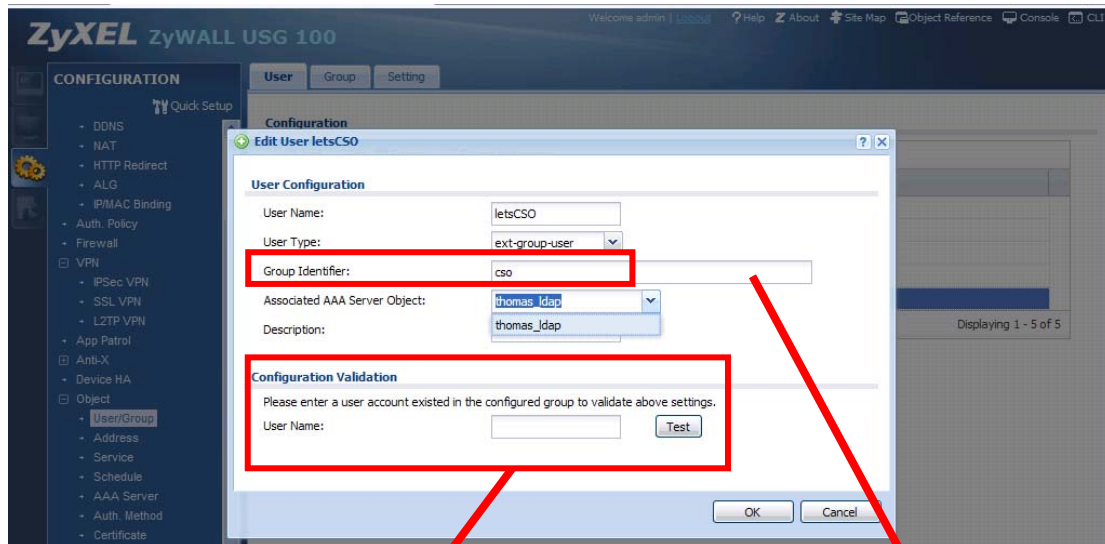 Welcome admin | Logout ?Help Z About Site Map Object Reference Console CLI
ZyXEL ZyWALL USG 100
CONFIGURATION
User Group Setting
Quick Setup
Configuration
DDNS
NAT
HTTP Redirect
ALG
IP/MAC Binding
Auth. Policy
Firewall
VPN
IPSec VPN
SSL VPN
L2TP VPN
App Patrol
Anti-X
Device HA
Object
User/Group
Address
Service
Schedule
AAA Server
Auth. Method
Certificate
Edit User letsCSO
User Configuration
User Name: letsCSO
User Type: ext-group-user
Group Identifier: cso
Associated AAA Server Object: thomas_ldap
thomas_ldap
Description:
Configuration Validation
Please enter a user account existed in the configured group to validate above settings.
User Name: Test
OK Cancel
Displaying 1 - 5 of 5